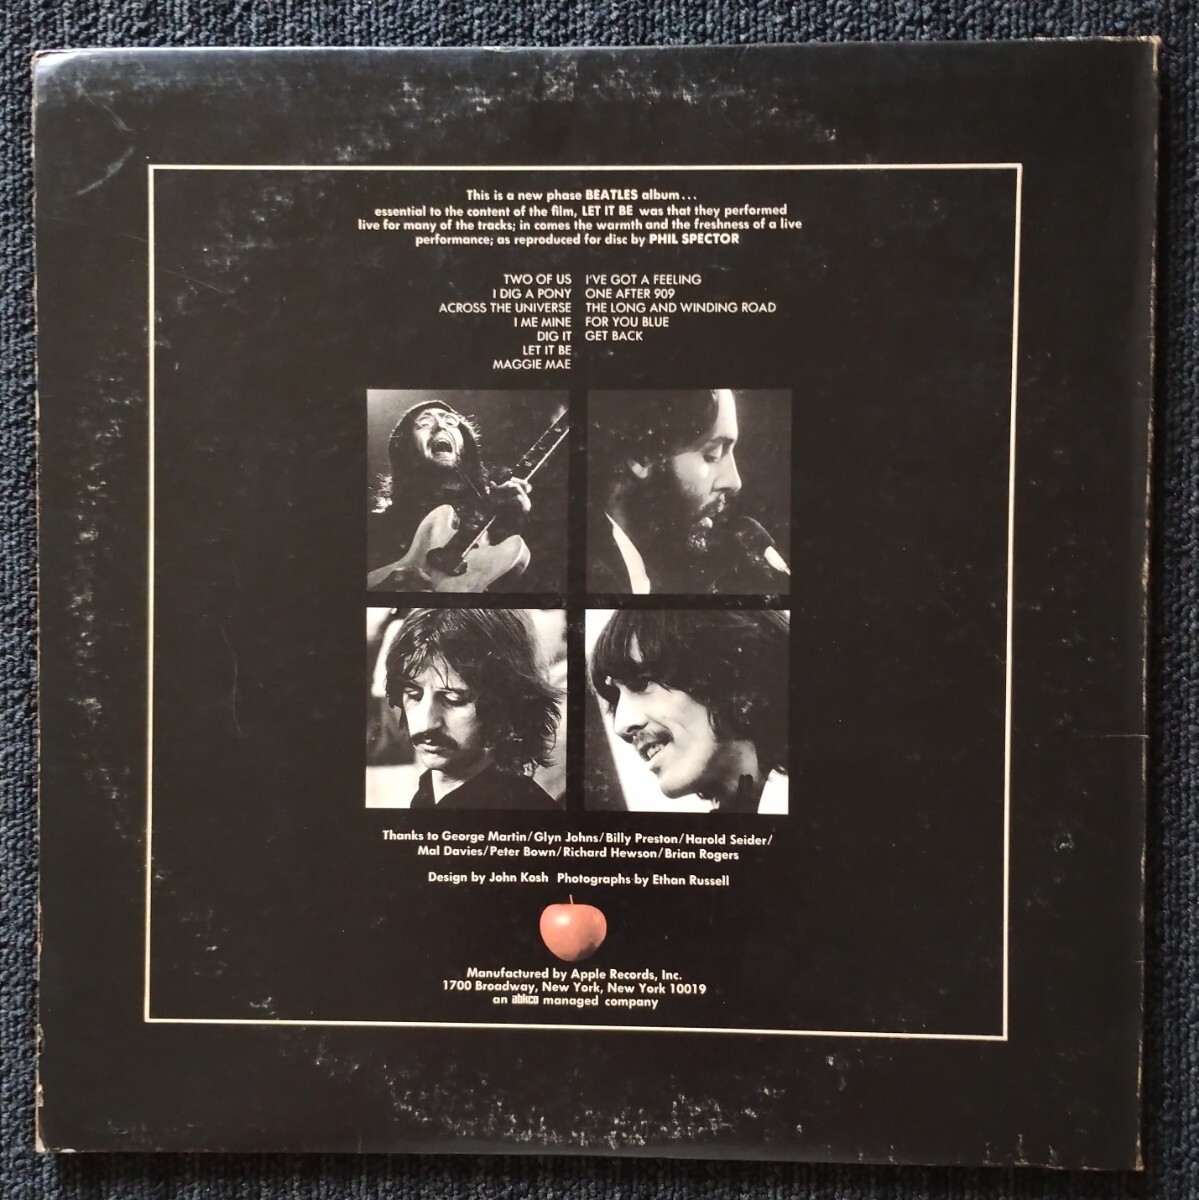 This is a new phase BEATLES album...
essential to the content of the film, LET IT BE was that they performed
live for many of the tracks; in comes the warmth and the freshness of a live
performance; as reproduced for disc by PHIL SPECTOR
TWO OF US
I DIG A PONY
ACROSS THE UNIVERSE
I ME MINE
DIG IT
LET IT BE
MAGGIE MAE
I'VE GOT A FEELING
ONE AFTER 909
THE LONG AND WINDING ROAD
FOR YOU BLUE
GET BACK
Thanks to George Martin/Glyn Johns/Billy Preston/Harold Seider/
Mal Davies/Peter Bown/Richard Hewson/Brian Rogers
Design by John Kosh Photographs by Ethan Russell
Manufactured by Apple Records, Inc.
1700 Broadway, New York, New York 10019
an abkco managed company